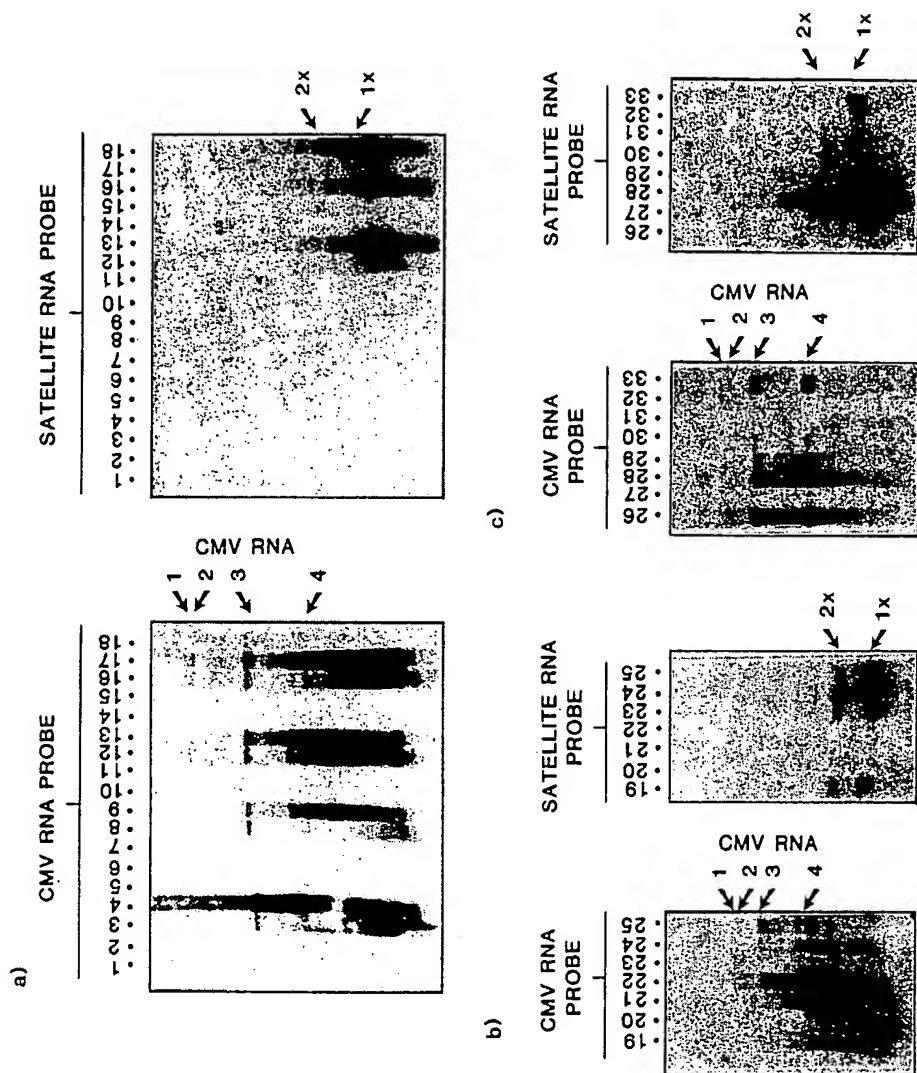 a)
CMV RNA PROBE
1 • 2 • 3 • 4 • 5 • 6 • 7 • 8 • 9 • 10 • 11 • 12 • 13 • 14 • 15 • 16 • 17 • 18 •
CMV RNA
1
2
3
4
SATELLITE RNA PROBE
1 • 2 • 3 • 4 • 5 • 6 • 7 • 8 • 9 • 10 • 11 • 12 • 13 • 14 • 15 • 16 • 17 • 18 •
2x
1x
b)
CMV RNA
PROBE
19 • 20 • 21 • 22 • 23 • 24 • 25 •
CMV RNA
1
2
3
4
SATELLITE RNA
PROBE
19 • 20 • 21 • 22 • 23 • 24 • 25 •
2x
1x
c)
CMV RNA
PROBE
26 • 27 • 28 • 29 • 30 • 31 • 32 • 33 •
CMV RNA
1
2
3
4
SATELLITE RNA
PROBE
26 • 27 • 28 • 29 • 30 • 31 • 32 • 33 •
2x
1x